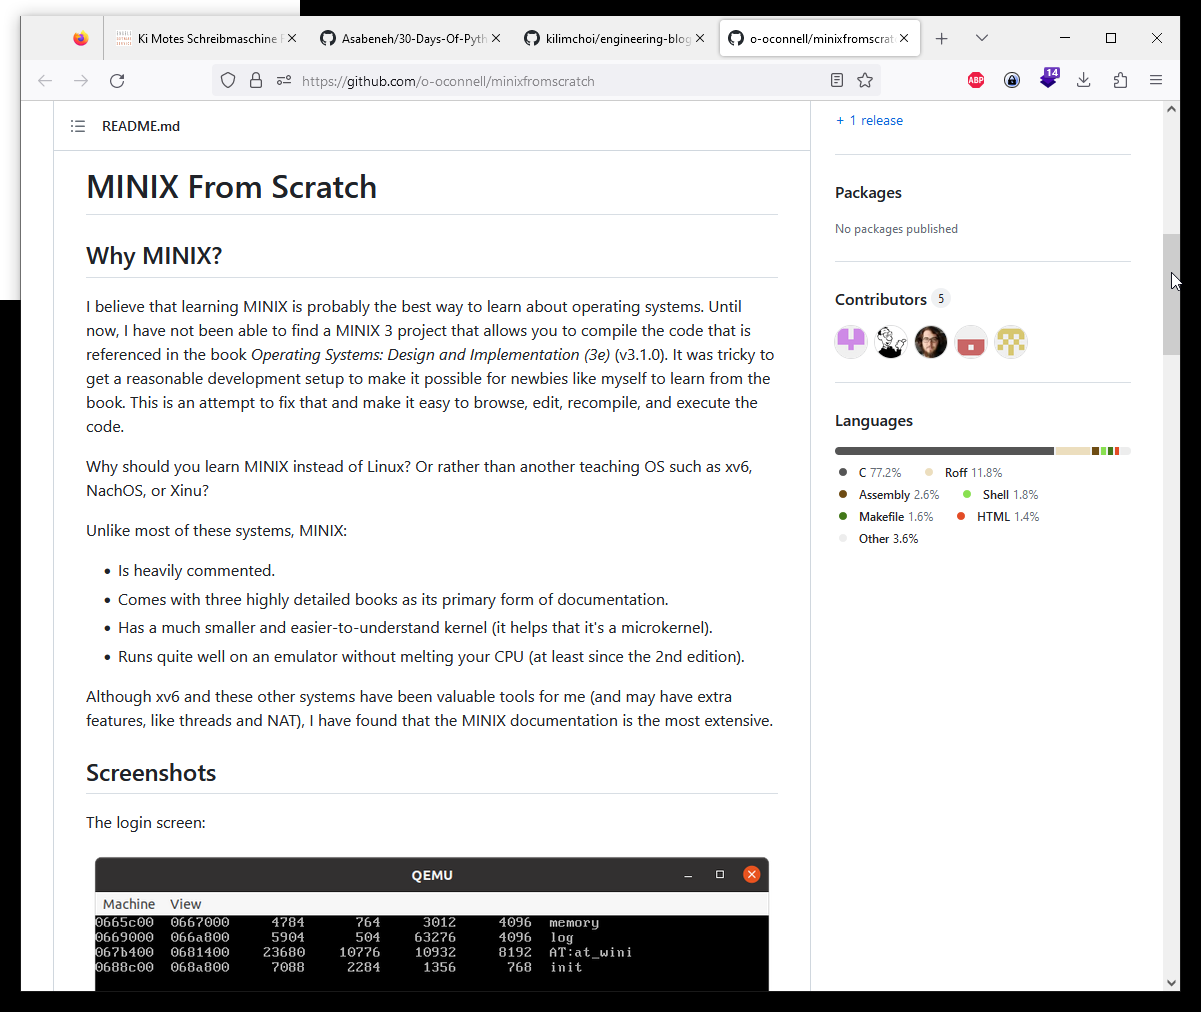 Ki Motes Schreibmaschine
Asabeneh/30-Days-Of-Pyth
kilimchoi/engineering-blog
o-oconnell/minixfromscrat
https://github.com/o-oconnell/minixfromscratch
ABP
14
README.md
MINIX From Scratch
Why MINIX?
I believe that learning MINIX is probably the best way to learn about operating systems. Until
now, I have not been able to find a MINIX 3 project that allows you to compile the code that is
referenced in the book Operating Systems: Design and Implementation (3e) (v3.1.0). It was tricky to
get a reasonable development setup to make it possible for newbies like myself to learn from the
book. This is an attempt to fix that and make it easy to browse, edit, recompile, and execute the
code.
Why should you learn MINIX instead of Linux? Or rather than another teaching OS such as xv6,
NachOS, or Xinu?
Unlike most of these systems, MINIX:
Is heavily commented.
Comes with three highly detailed books as its primary form of documentation.
Has a much smaller and easier-to-understand kernel (it helps that it's a microkernel).
Runs quite well on an emulator without melting your CPU (at least since the 2nd edition).
Although xv6 and these other systems have been valuable tools for me (and may have extra
features, like threads and NAT), I have found that the MINIX documentation is the most extensive.
Screenshots
The login screen:
QEMU
Machine View
0665c00 0667000 4784 764 3012 4096 memory
0669000 066a800 5904 504 63276 4096 log
067b400 0681400 23680 10776 10932 8192 AT:at_wini
0688c00 068a800 7088 2284 1356 768 init
+ 1 release
Packages
No packages published
Contributors 5
Languages
C 77.2% Roff 11.8%
Assembly 2.6% Shell 1.8%
Makefile 1.6% HTML 1.4%
Other 3.6%